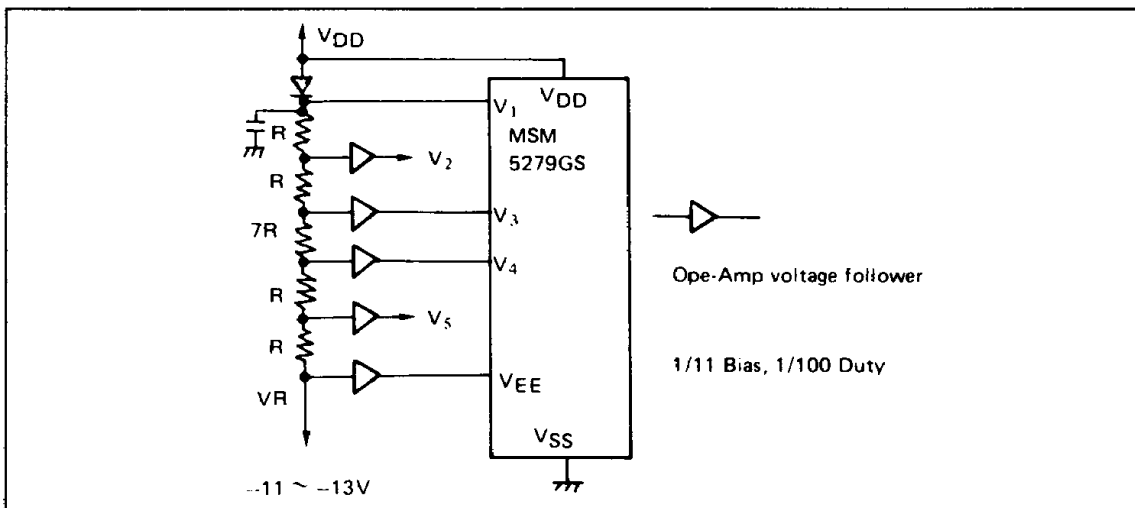 VDD
VDD
V1
MSM
5279GS
R
V2
R
V3
7R
V4
Ope-Amp voltage follower
R
V5
R
1/11 Bias, 1/100 Duty
VEE
VR
VSS
-11 ~ -13V